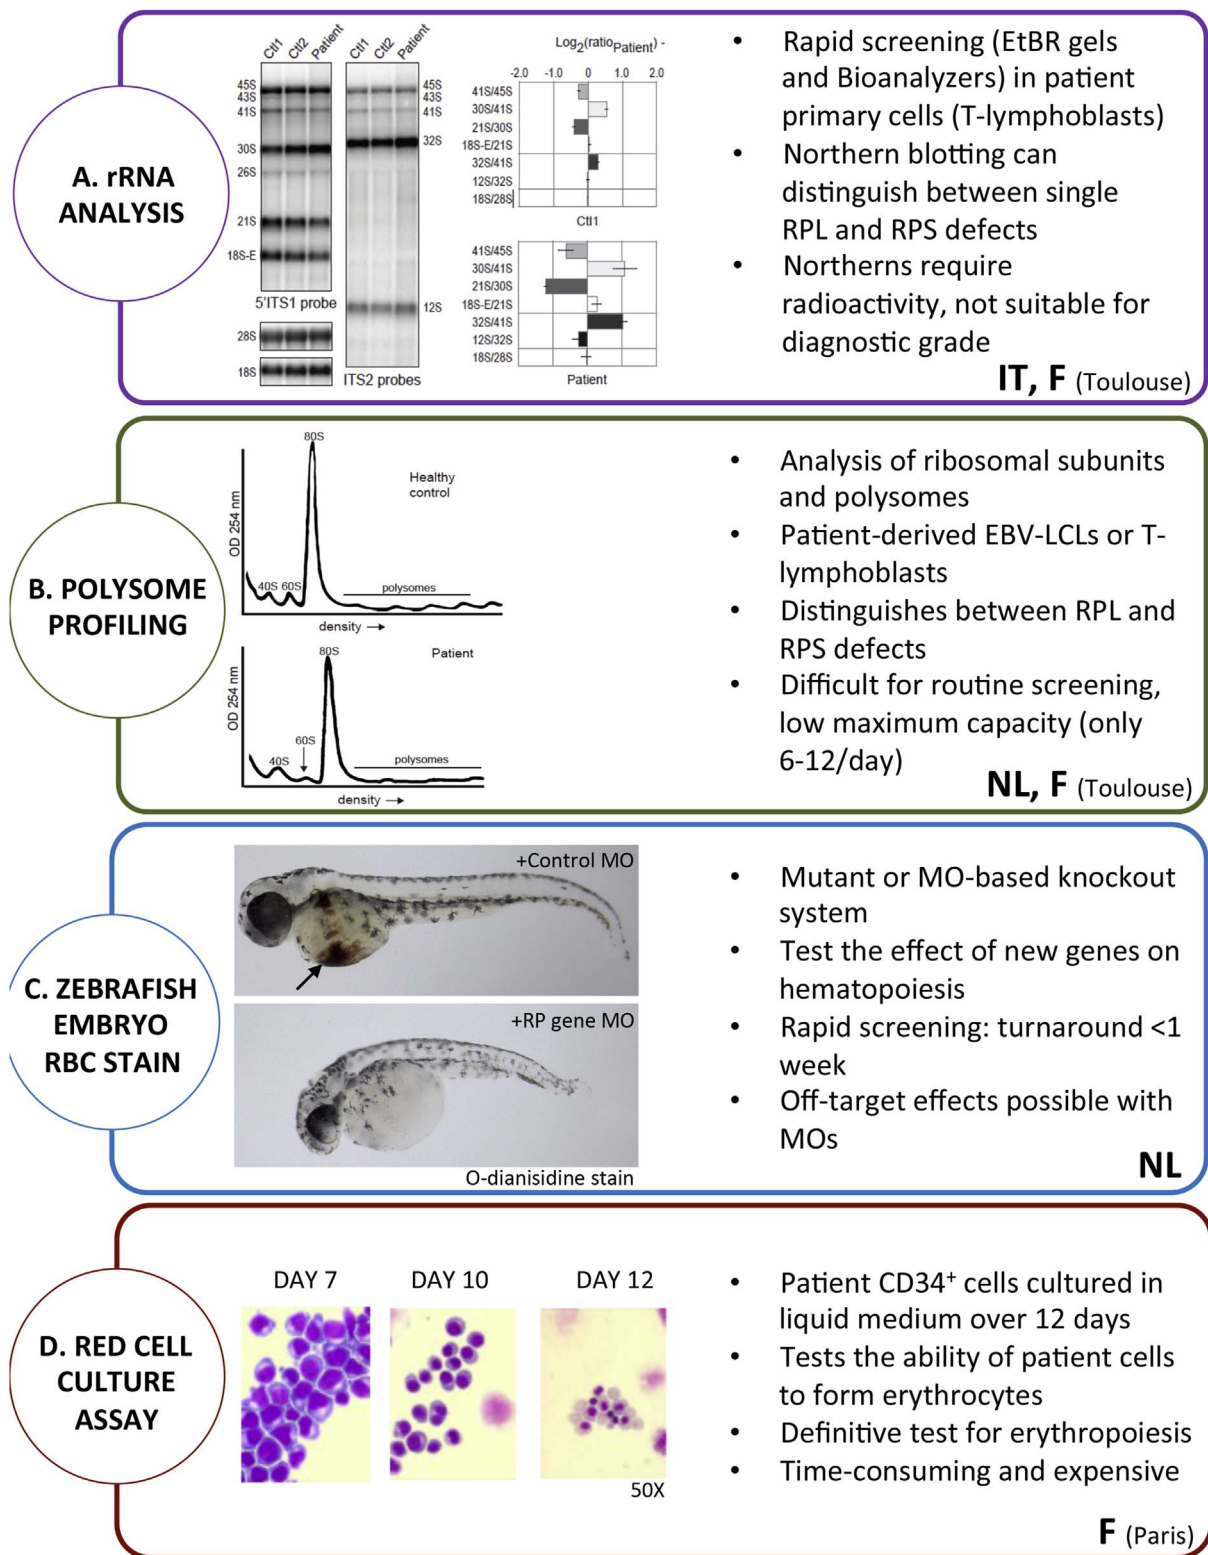 A. rRNA
ANALYSIS
Ctl1
Ctl2
Patient
45S
43S
41S
30S
26S
21S
18S-E
5'ITS1 probe
28S
18S
Ctl1
Ctl2
Patient
45S
43S
41S
32S
12S
ITS2 probes
Log2(ratioPatient) -
-2.0 -1.0 0 1.0 2.0
41S/45S
30S/41S
21S/30S
18S-E/21S
32S/41S
12S/32S
18S/28S
Ctl1
41S/45S
30S/41S
21S/30S
18S-E/21S
32S/41S
12S/32S
18S/28S
Patient
• Rapid screening (EtBR gels
and Bioanalyzers) in patient
primary cells (T-lymphoblasts)
• Northern blotting can
distinguish between single
RPL and RPS defects
• Northerns require
radioactivity, not suitable for
diagnostic grade
IT, F (Toulouse)
B. POLYSOME
PROFILING
OD 254 nm
40S 60S
80S
Healthy
control
polysomes
density →
OD 254 nm
40S
60S
80S
Patient
polysomes
density →
• Analysis of ribosomal subunits
and polysomes
• Patient-derived EBV-LCLs or T-
lymphoblasts
• Distinguishes between RPL and
RPS defects
• Difficult for routine screening,
low maximum capacity (only
6-12/day)
NL, F (Toulouse)
C. ZEBRAFISH
EMBRYO
RBC STAIN
+Control MO
+RP gene MO
O-dianisidine stain
• Mutant or MO-based knockout
system
• Test the effect of new genes on
hematopoiesis
• Rapid screening: turnaround <1
week
• Off-target effects possible with
MOs
NL
D. RED CELL
CULTURE
ASSAY
DAY 7 DAY 10 DAY 12
50X
• Patient CD34⁺ cells cultured in
liquid medium over 12 days
• Tests the ability of patient cells
to form erythrocytes
• Definitive test for erythropoiesis
• Time-consuming and expensive
F (Paris)